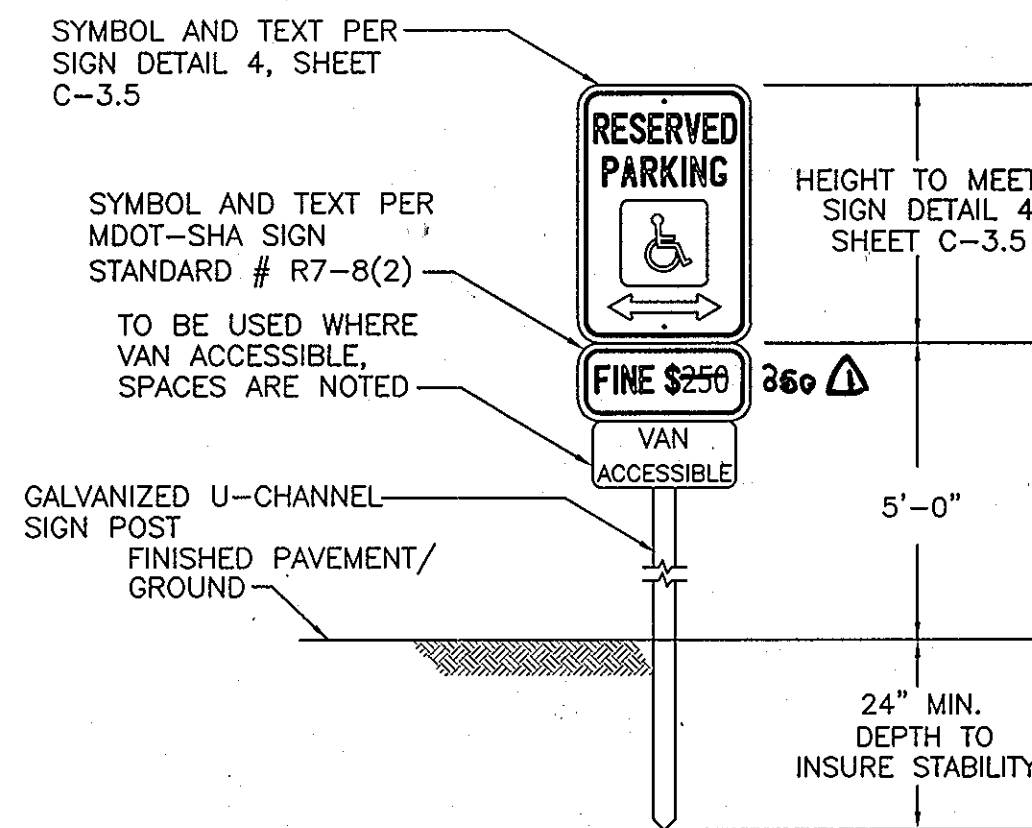 SYMBOL AND TEXT PER
SIGN DETAIL 4, SHEET
C-3.5
RESERVED
PARKING
HEIGHT TO MEET
SIGN DETAIL 4
SHEET C-3.5
SYMBOL AND TEXT PER
MDOT-SHA SIGN
STANDARD # R7-8(2)
TO BE USED WHERE
VAN ACCESSIBLE,
SPACES ARE NOTED
FINE $250
1
VAN
ACCESSIBLE
GALVANIZED U-CHANNEL
SIGN POST
5'-0"
FINISHED PAVEMENT/
GROUND
24" MIN.
DEPTH TO
INSURE STABILITY